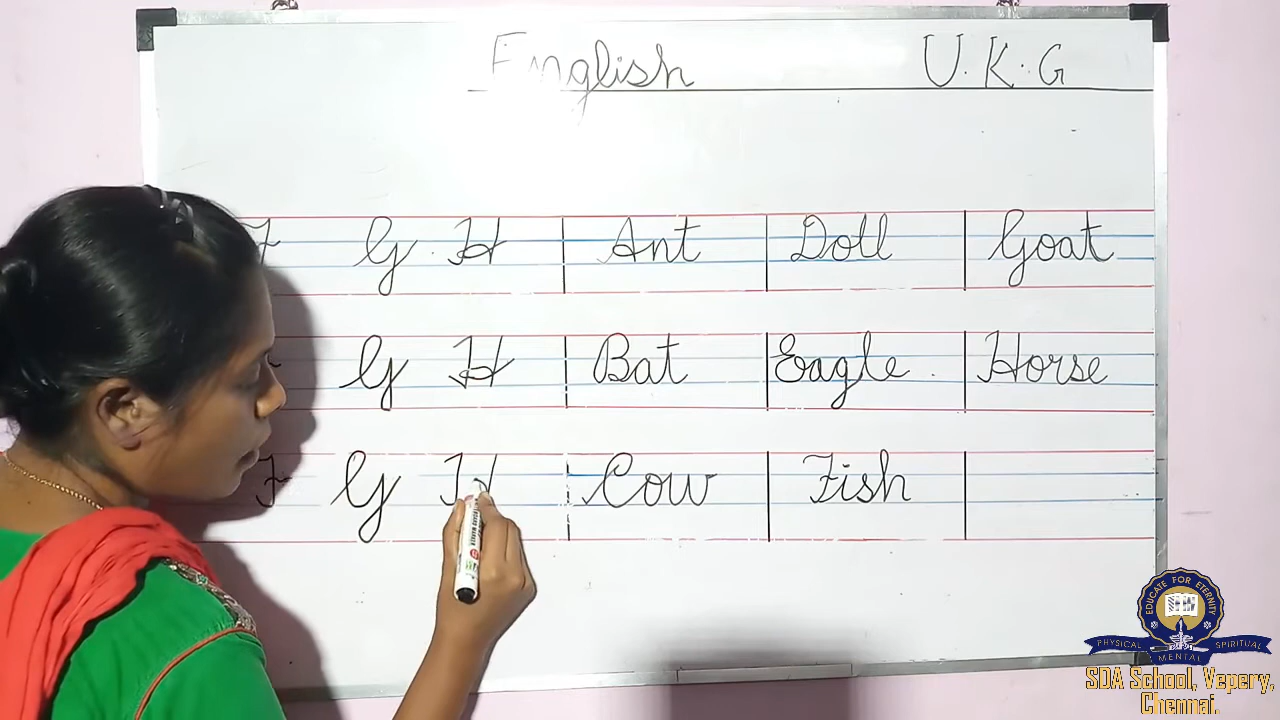 English U.K.G
F G H Ant Doll Goat
G H Bat Eagle Horse
F G H Cow Fish
EDUCATE FOR ETERNITY
PHYSICAL MENTAL SPIRITUAL
SDA School, Vepery,
Chennai.